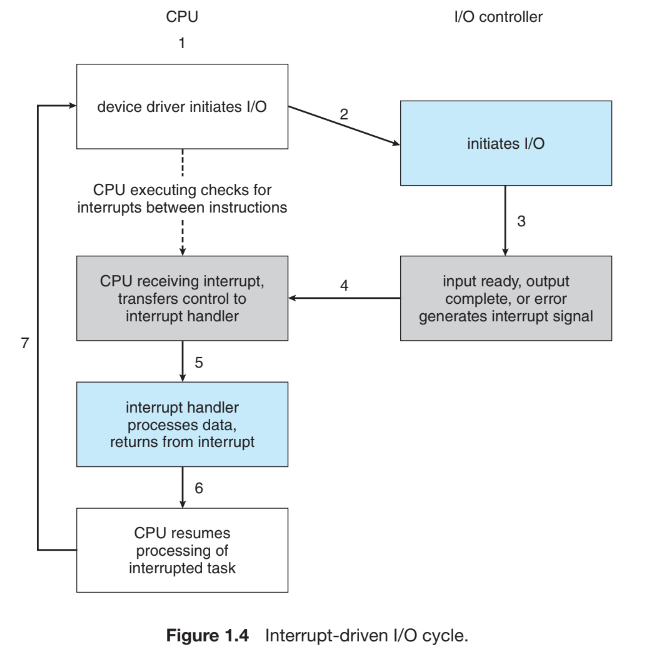 CPU
I/O controller
1
device driver initiates I/O
2
initiates I/O
CPU executing checks for
interrupts between instructions
3
CPU receiving interrupt,
transfers control to
interrupt handler
4
input ready, output
complete, or error
generates interrupt signal
7
5
interrupt handler
processes data,
returns from interrupt
6
CPU resumes
processing of
interrupted task
Figure 1.4 Interrupt-driven I/O cycle.